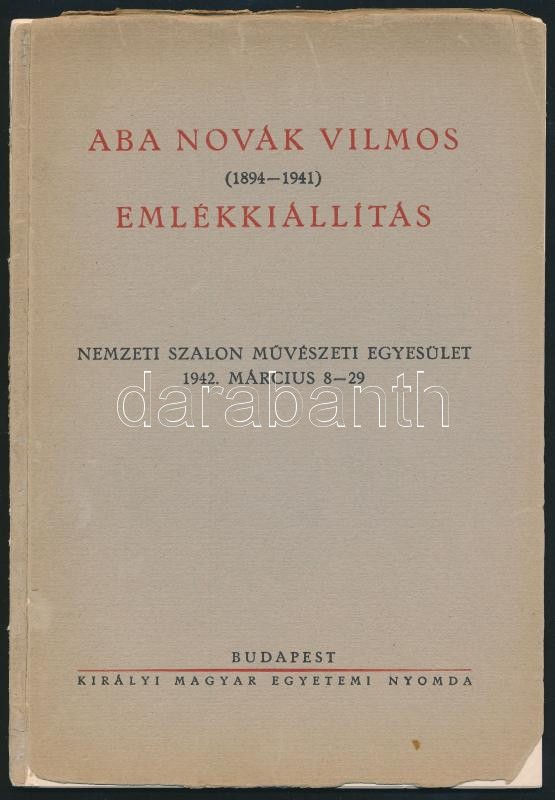 ABA NOVÁK VILMOS
(1894—1941)
EMLÉKKIÁLLÍTÁS
NEMZETI SZALON MŰVÉSZETI EGYESÜLET
1942. MÁRCIUS 8—29
darabanth
BUDAPEST
KIRÁLYI MAGYAR EGYETEMI NYOMDA